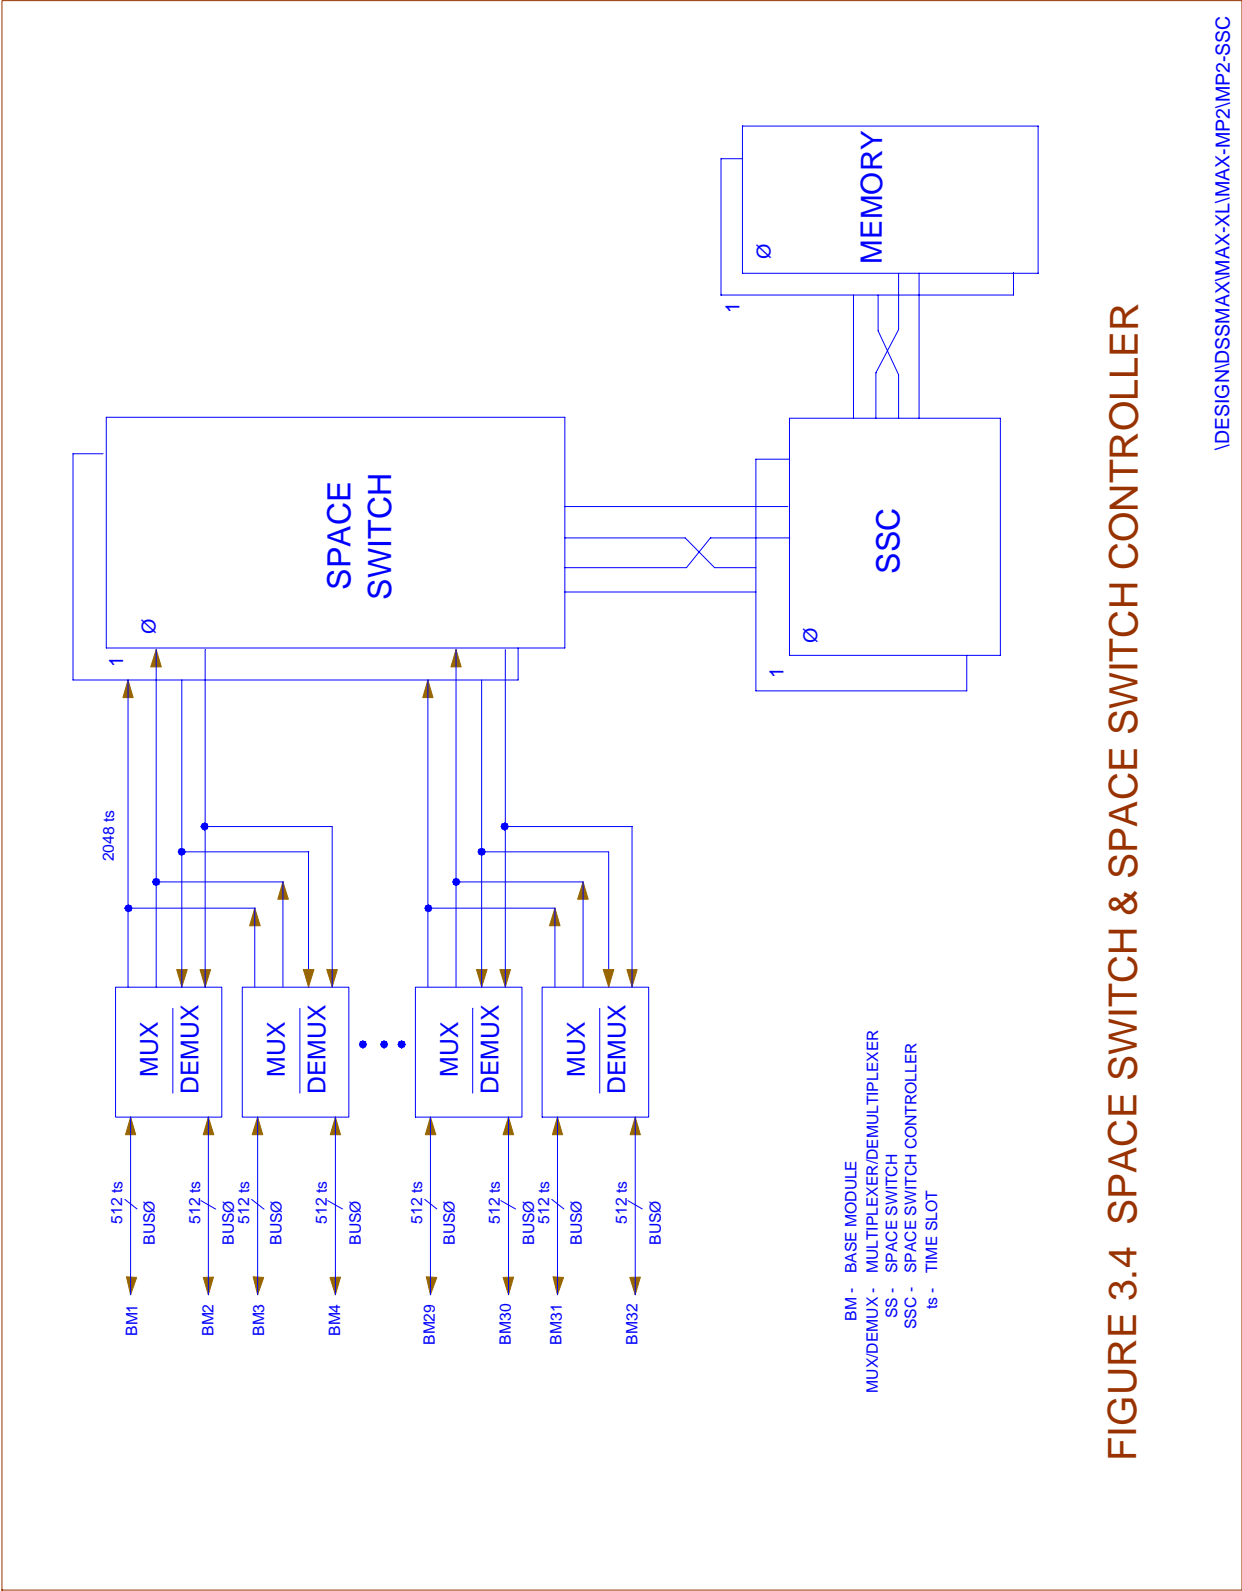 BM1
512 ts
BUSØ
BM2
512 ts
BUSØ
BM3
512 ts
BUSØ
BM4
512 ts
BUSØ
BM29
512 ts
BUSØ
BM30
512 ts
BUSØ
BM31
512 ts
BUSØ
BM32
512 ts
BUSØ
MUX
DEMUX
MUX
DEMUX
MUX
DEMUX
MUX
DEMUX
2048 ts
1
Ø
SPACE
SWITCH
1
Ø
SSC
1
Ø
MEMORY
BM - BASE MODULE
MUX/DEMUX - MULTIPLEXER/DEMULTIPLEXER
SS - SPACE SWITCH
SSC - SPACE SWITCH CONTROLLER
ts - TIME SLOT
FIGURE 3.4 SPACE SWITCH & SPACE SWITCH CONTROLLER
\DESIGN\DSSMAX\MAX-XL\MAX-MP2\MP2-SSC